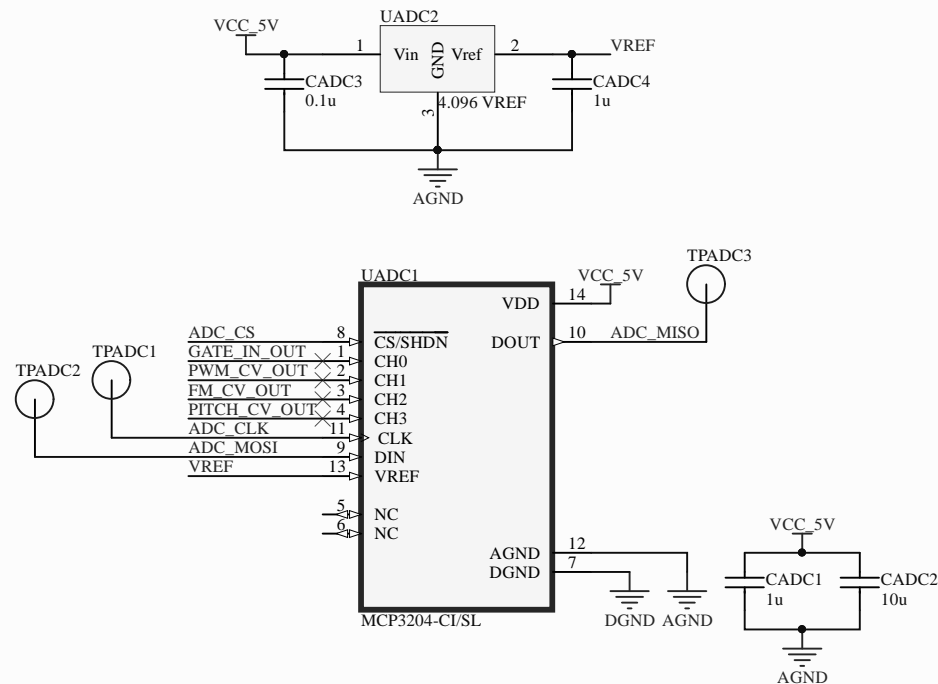 UADC2
VCC_5V
1 Vin GND Vref 2 VREF
CADC3
0.1u
CADC4
1u
4.096 VREF
3
AGND
UADC1
TPADC3
VCC_5V
VDD 14
ADC_CS 8 CS/SHDN
DOUT 10 ADC_MISO
TPADC1
GATE_IN_OUT 1 CH0
TPADC2
PWM_CV_OUT 2 CH1
FM_CV_OUT 3 CH2
PITCH_CV_OUT 4 CH3
ADC_CLK 11 CLK
ADC_MOSI 9 DIN
VREF 13 VREF
5 NC
6 NC
AGND 12
DGND 7
DGND AGND
MCP3204-CI/SL
VCC_5V
CADC1
1u
CADC2
10u
AGND